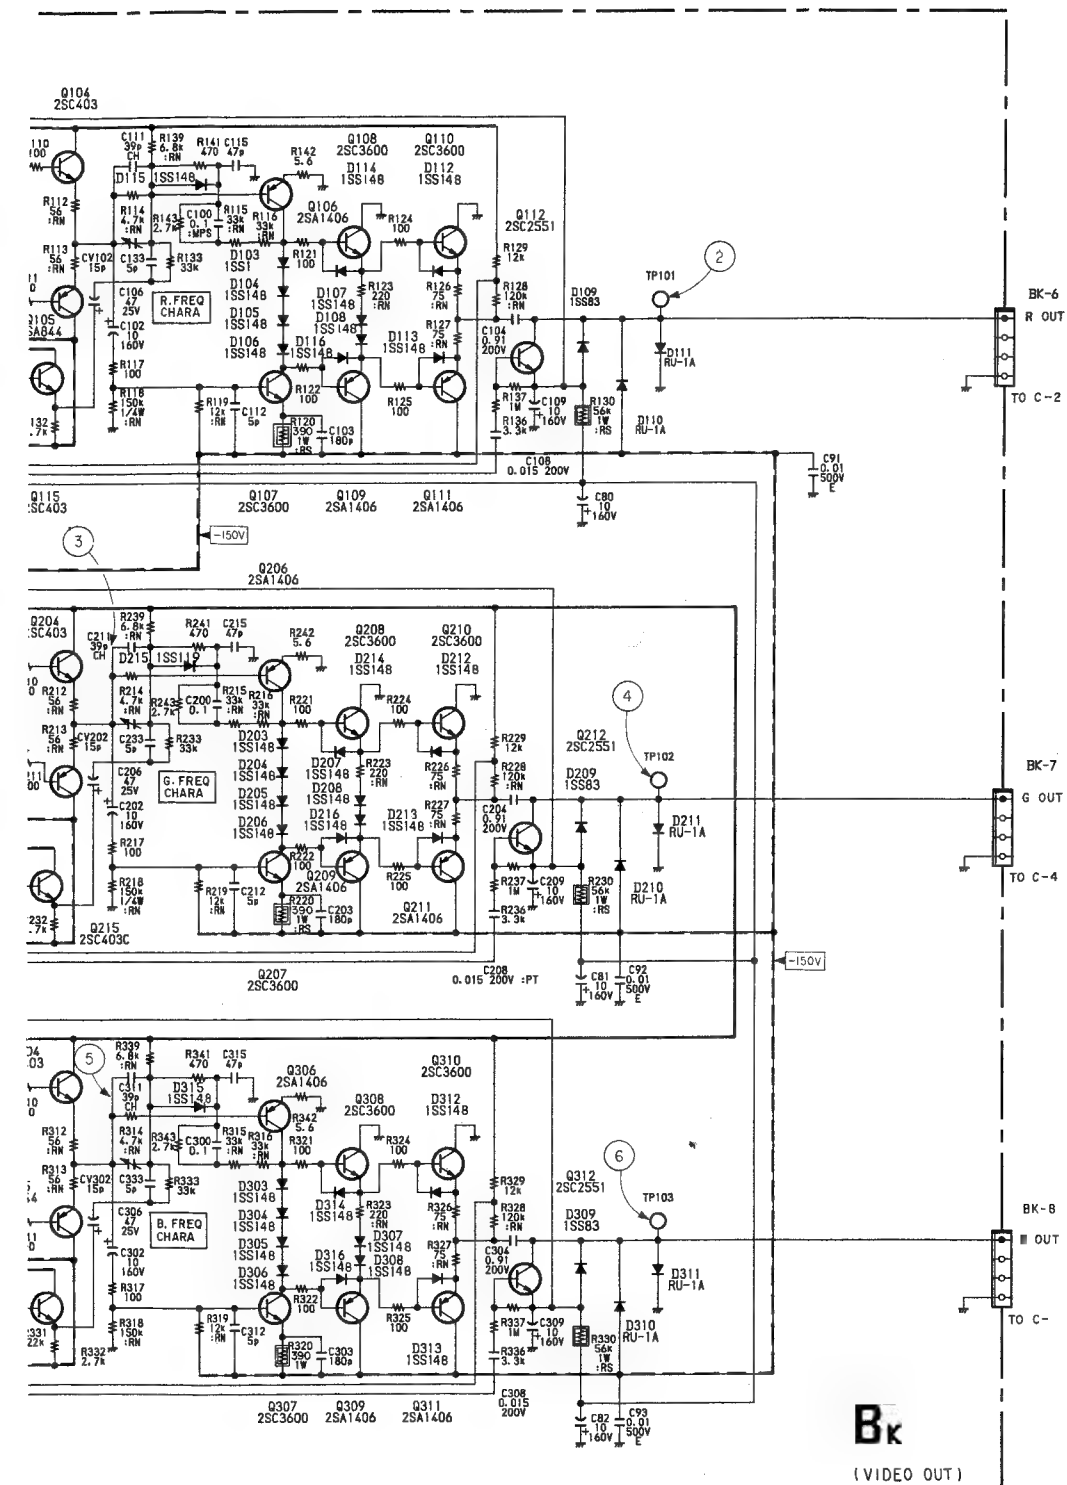 Q104
2SC403
110
100
C111
39p
CH
R139
6.8k
:RN
R141
470
C115
47p
R142
5.6
Q108
2SC3600
D114
1SS148
Q110
2SC3600
D112
1SS148
D115
1SS148
R112
56
:RN
R114
4.7k
:RN
R143
2.7k
C100
0.1
:MPS
R115
33k
:RN
R116
33k
:RN
Q106
2SA1406
R124
100
Q112
2SC2551
R113
56
:RN
CV102
15p
C133
5p
R133
33k
D103
1SS1
R121
100
R129
12k
2
TP101
Q105
SA844
C106
47
25V
R.FREQ
CHARA
D104
1SS148
D107
1SS148
R123
220
:RN
R126
75
:RN
R128
120k
:RN
D109
1SS83
BK-6
R OUT
C102
10
160V
D105
1SS148
D108
1SS148
R127
75
:RN
C104
0.91
200V
D106
1SS148
D116
1SS148
D113
1SS148
D111
RU-1A
R117
100
R118
150k
1/4W
:RN
R119
12k
:RN
C112
5p
R122
100
R125
100
R137
1M
C109
10
160V
R130
56k
1W
:RS
D110
RU-1A
TO C-2
132
.7k
R120
390
1W
:RS
C103
180p
R136
3.3k
C108
0.015 200V
C91
0.01
500V
E
Q115
2SC403
Q107
2SC3600
Q109
2SA1406
Q111
2SA1406
C80
10
160V
-150V
3
Q206
2SA1406
Q204
2SC403
C211
39p
CH
R239
6.8k
:RN
R241
470
C215
47p
R242
5.6
Q208
2SC3600
D214
1SS148
Q210
2SC3600
D212
1SS148
D215
1SS119
R212
56
:RN
R214
4.7k
:RN
R243
2.7k
C200
0.1
R215
33k
:RN
R216
33k
:RN
R221
100
R224
100
4
R213
56
:RN
CV202
15p
C233
5p
R233
33k
D203
1SS148
R229
12k
Q212
2SC2551
TP102
R211
100
C206
47
25V
G. FREQ
CHARA
D204
1SS148
D207
1SS148
R223
220
:RN
R226
75
:RN
R228
120k
:RN
D209
1SS83
BK-7
G OUT
C202
10
160V
D205
1SS148
D208
1SS148
R227
75
:RN
C204
0.91
200V
D206
1SS148
D216
1SS148
D213
1SS148
D211
RU-1A
R217
100
R218
150k
1/4W
:RN
R219
12k
:RN
C212
5p
R222
100
Q209
2SA1406
R225
100
R237
1M
C209
10
160V
R230
56k
1W
:RS
D210
RU-1A
TO C-4
232
.7k
Q215
2SC403C
R220
390
1W
:RS
C203
180p
Q211
2SA1406
R236
3.3k
-150V
Q207
2SC3600
C208
0.015 200V :PT
C81
10
160V
C92
0.01
500V
E
5
R339
6.8k
:RN
R341
470
C315
47p
Q306
2SA1406
Q310
2SC3600
C311
39p
CH
D315
1SS148
Q308
2SC3600
D312
1SS148
R342
5.6
R312
56
:RN
R314
4.7k
:RN
R343
2.7k
C300
0.1
R315
33k
:RN
R316
33k
:RN
R321
100
R324
100
6
R313
56
:RN
CV302
15p
C333
5p
R333
33k
D303
1SS148
D314
1SS148
R329
12k
Q312
2SC2551
TP103
C306
47
25V
B. FREQ
CHARA
D304
1SS148
R323
220
:RN
R326
75
:RN
R328
120k
:RN
D309
1SS83
BK-8
OUT
C302
10
160V
D305
1SS148
D316
1SS148
D307
1SS148
D308
1SS148
R327
75
:RN
C304
0.91
200V
D306
1SS148
D311
RU-1A
R317
100
R318
150k
:RN
R319
12k
:RN
C312
5p
R322
100
R325
100
R337
1M
C309
10
160V
R330
56k
1W
:RS
D310
RU-1A
TO C-
R331
22k
R332
2.7k
R320
390
1W
C303
180p
D313
1SS148
R336
3.3k
Q307
2SC3600
Q309
2SA1406
Q311
2SA1406
C308
0.015
200V
C82
10
160V
C93
0.01
500V
E
BK
(VIDEO OUT)